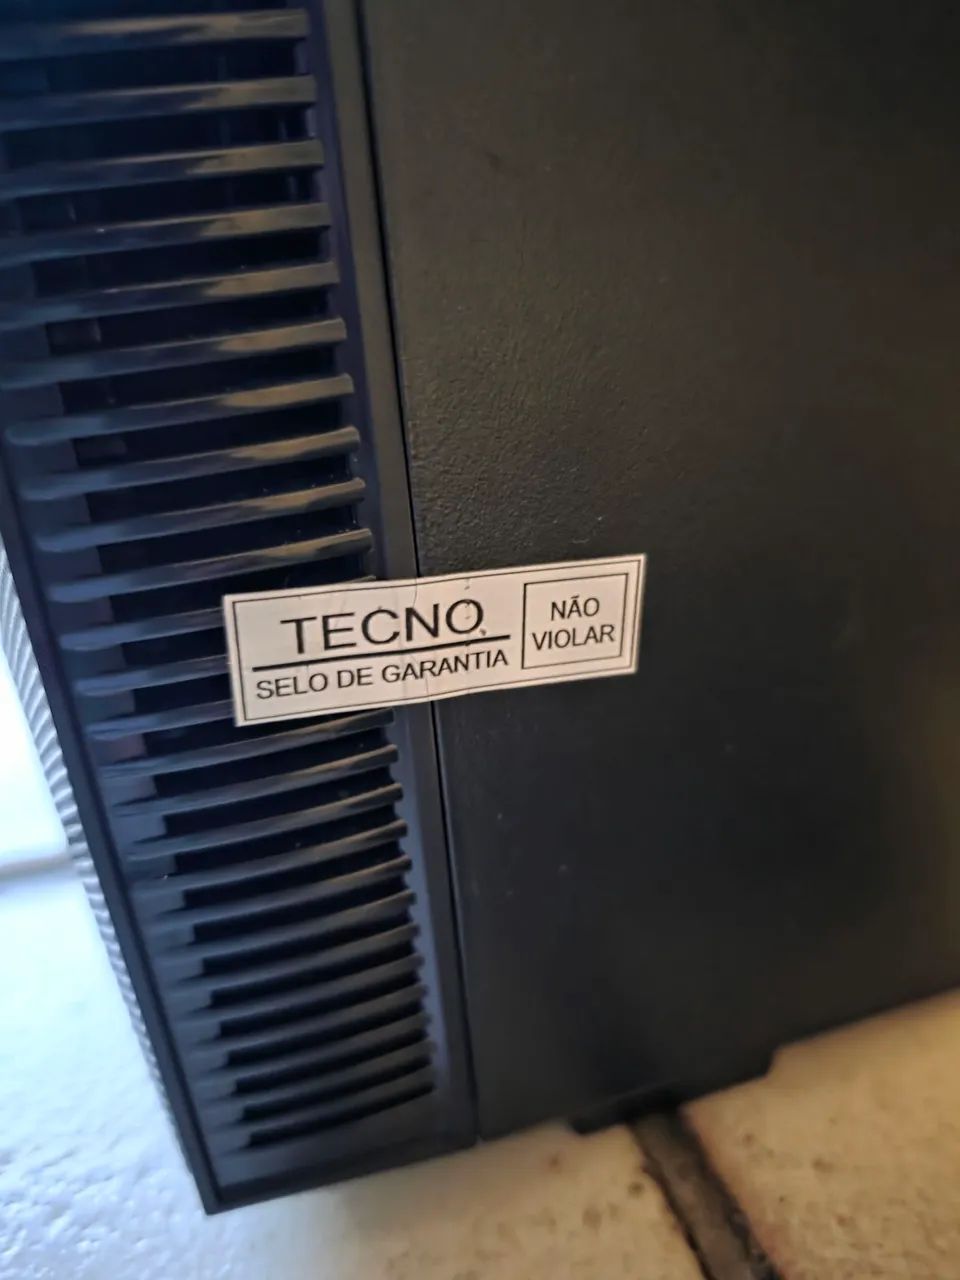 TECNO
SELO DE GARANTIA
NÃO
VIOLAR